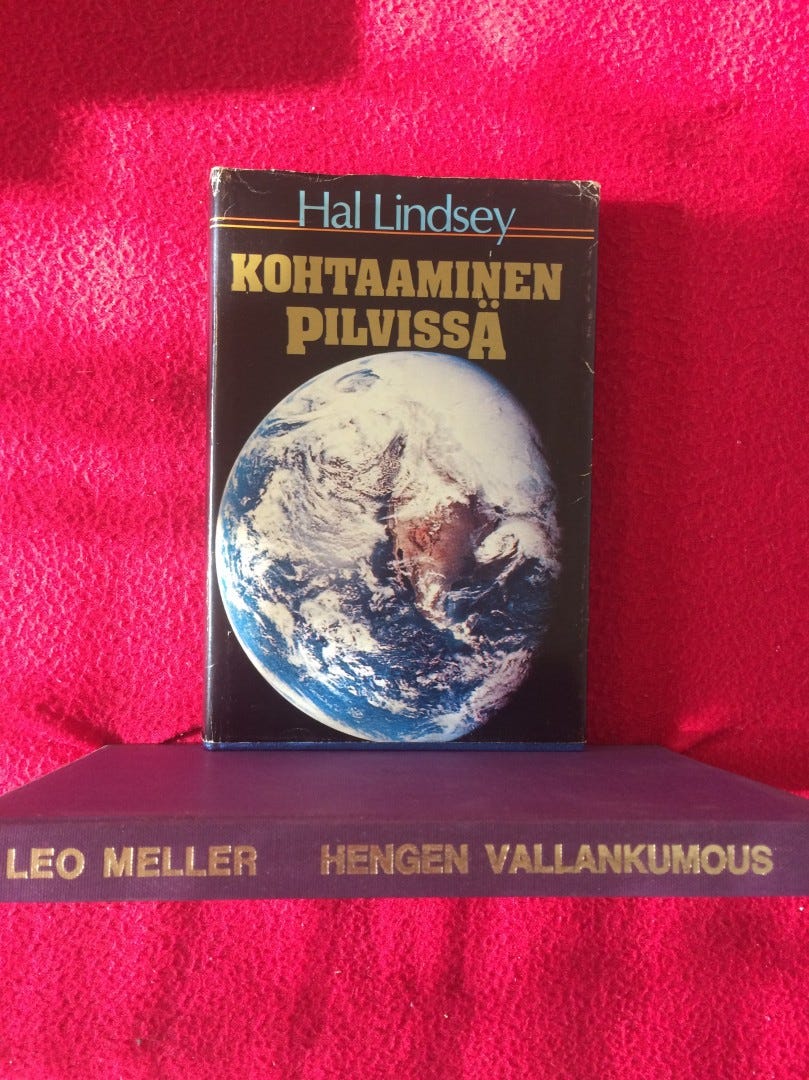 Hal Lindsey
KOHTAAMINEN
PILVISSÄ
LEO MELLER HENGEN VALLANKUMOUS